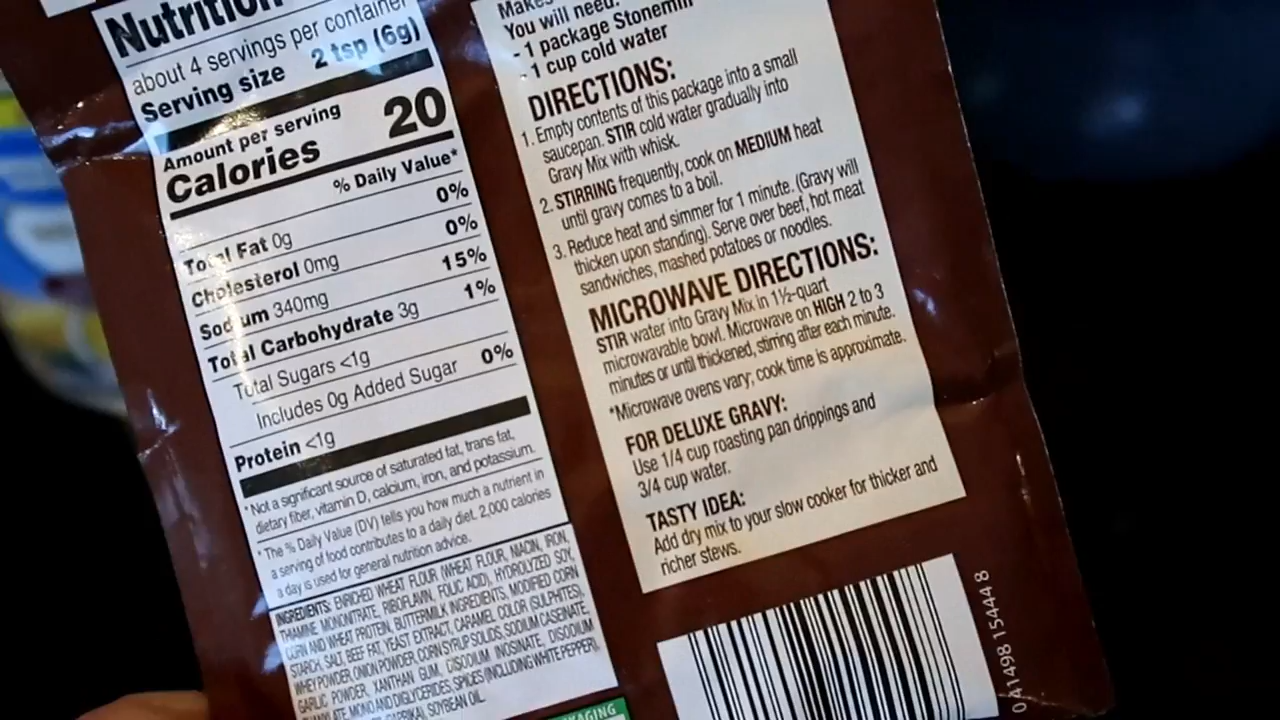 Nutrition
about 4 servings per container
Serving size 2 tsp (6g)
Amount per serving
Calories 20
% Daily Value*
Total Fat 0g 0%
Cholesterol 0mg 0%
Sodium 340mg 15%
Total Carbohydrate 3g 1%
Total Sugars <1g
Includes 0g Added Sugar 0%
Protein <1g
*Not a significant source of saturated fat, trans fat,
dietary fiber, vitamin D, calcium, iron, and potassium.
* The % Daily Value (DV) tells you how much a nutrient in
a serving of food contributes to a daily diet. 2,000 calories
a day is used for general nutrition advice.
INGREDIENTS: ENRICHED WHEAT FLOUR (WHEAT FLOUR, NIACIN, IRON,
THIAMINE MONONITRATE, RIBOFLAVIN, FOLIC ACID), HYDROLYZED SOY,
CORN AND WHEAT PROTEIN, BUTTERMILK INGREDIENTS, MODIFIED CORN
STARCH, SALT, BEEF FAT, YEAST EXTRACT, CARAMEL COLOR (SULPHITES),
WHEY POWDER, ONION POWDER, CORN SYRUP SOLIDS, SODIUM CASEINATE,
GARLIC POWDER, XANTHAN GUM, DISODIUM INOSINATE, DISODIUM
MONO AND DIGLYCERIDES, SPICES (INCLUDING WHITE PEPPER),
SOYBEAN OIL.
Makes
You will need:
- 1 package Stonemill
- 1 cup cold water
DIRECTIONS:
1. Empty contents of this package into a small
saucepan. STIR cold water gradually into
Gravy Mix with whisk.
2. STIRRING frequently, cook on MEDIUM heat
until gravy comes to a boil.
3. Reduce heat and simmer for 1 minute. (Gravy will
thicken upon standing). Serve over beef, hot meat
sandwiches, mashed potatoes or noodles.
MICROWAVE DIRECTIONS:
STIR water into Gravy Mix in 1½-quart
microwavable bowl. Microwave on HIGH 2 to 3
minutes or until thickened, stirring after each minute.
*Microwave ovens vary; cook time is approximate.
FOR DELUXE GRAVY:
Use 1/4 cup roasting pan drippings and
3/4 cup water.
TASTY IDEA:
Add dry mix to your slow cooker for thicker and
richer stews.
0 41498 15444 8